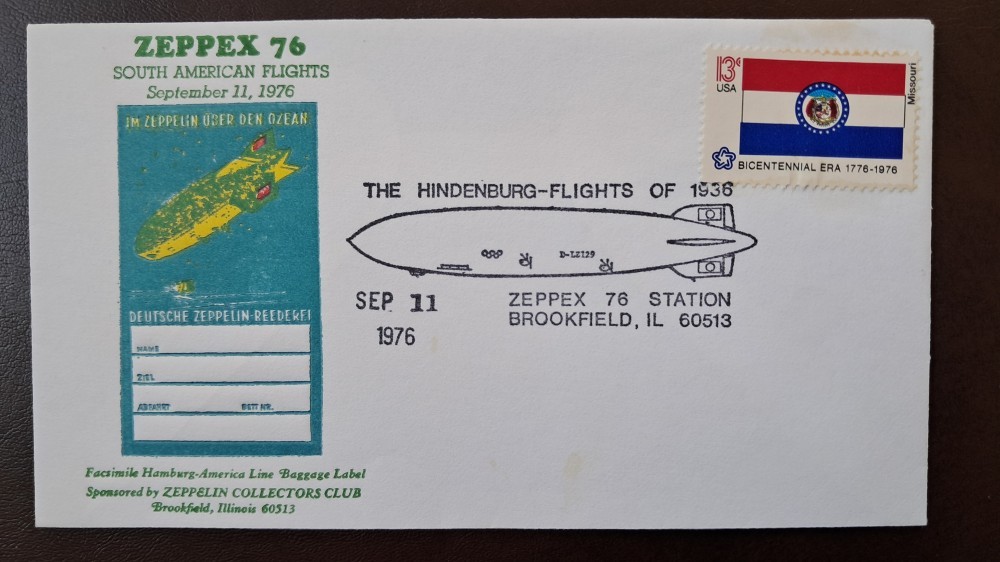 ZEPPEX 76
SOUTH AMERICAN FLIGHTS
September 11, 1976
IM ZEPPELIN ÜBER DEN OZEAN
DEUTSCHE ZEPPELIN-REEDEREI
NAME
ZIEL
ABFAHRT BETT NR.
Facsimile Hamburg-America Line Baggage Label
Sponsored by ZEPPELIN COLLECTORS CLUB
Brookfield, Illinois 60513
13c
USA
Missouri
BICENTENNIAL ERA 1776-1976
THE HINDENBURG-FLIGHTS OF 1936
D-LZ129
SEP 11
1976
ZEPPEX 76 STATION
BROOKFIELD, IL 60513